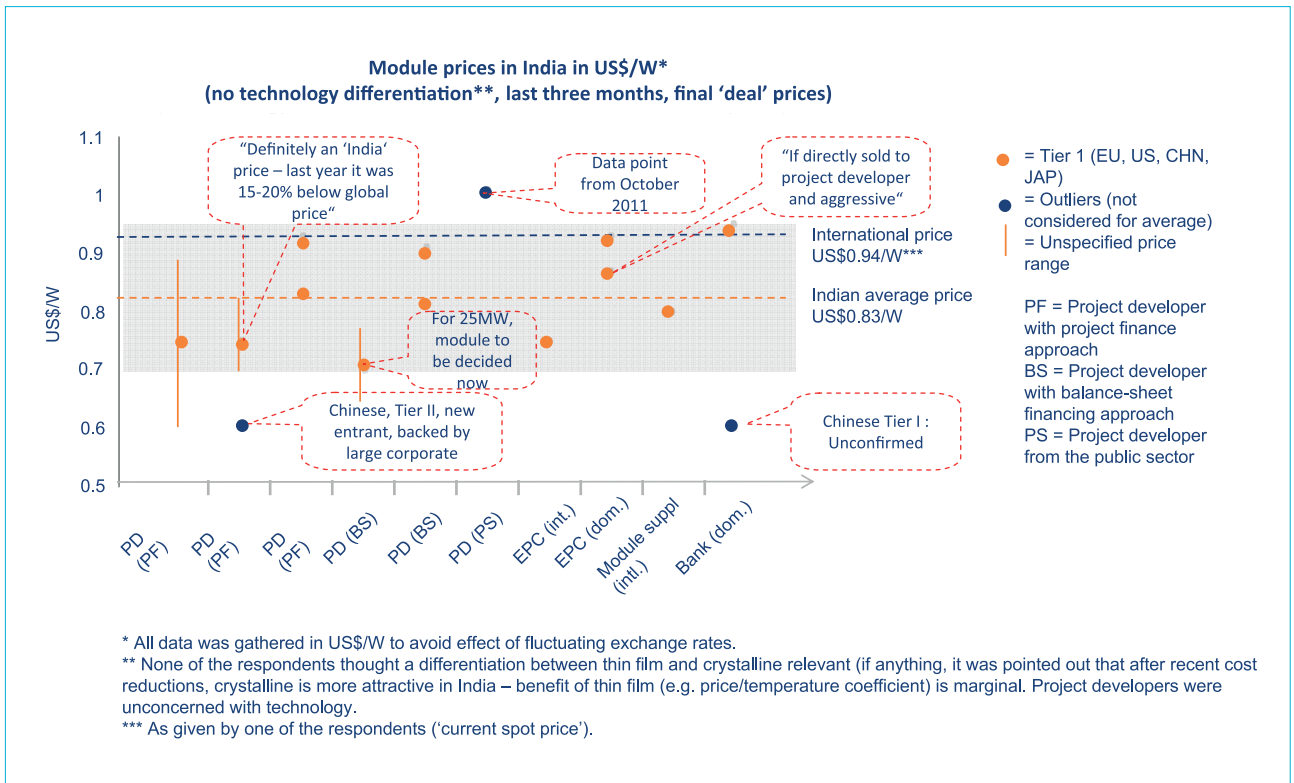 Module prices in India in US$/W*
(no technology differentiation**, last three months, final ‘deal’ prices)
US$/W
1.1
1
0.9
0.8
0.7
0.6
0.5
“Definitely an ‘India‘
price – last year it was
15-20% below global
price“
Data point
from October
2011
“If directly sold to
project developer
and aggressive“
For 25MW,
module to
be decided
now
Chinese, Tier II, new
entrant, backed by
large corporate
Chinese Tier I :
Unconfirmed
International price
US$0.94/W***
Indian average price
US$0.83/W
= Tier 1 (EU, US, CHN,
JAP)
= Outliers (not
considered for average)
= Unspecified price
range
PF = Project developer
with project finance
approach
BS = Project developer
with balance-sheet
financing approach
PS = Project developer
from the public sector
PD
(PF)
PD
(PF)
PD
(PF)
PD (BS)
PD (BS)
PD (PS)
EPC (int.)
EPC (dom.)
Module suppl
(intl.)
Bank (dom.)
* All data was gathered in US$/W to avoid effect of fluctuating exchange rates.
** None of the respondents thought a differentiation between thin film and crystalline relevant (if anything, it was pointed out that after recent cost
reductions, crystalline is more attractive in India – benefit of thin film (e.g. price/temperature coefficient) is marginal. Project developers were
unconcerned with technology.
*** As given by one of the respondents (‘current spot price’).